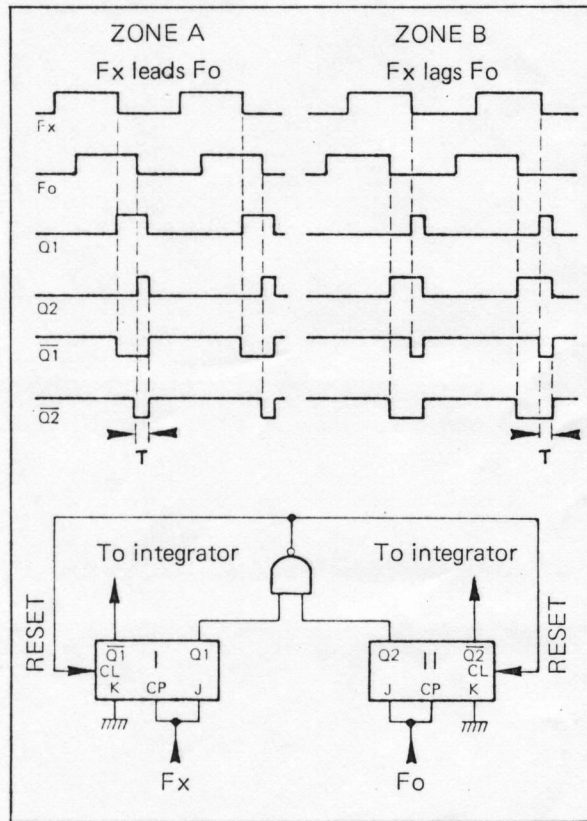 ZONE A ZONE B
Fx leads Fo Fx lags Fo
Fx
Fo
Q1
Q2
Q1
Q2
T T
To integrator To integrator
RESET RESET
Q1 I Q1 Q2 II Q2
CL CL
K CP J J CP K
Fx Fo